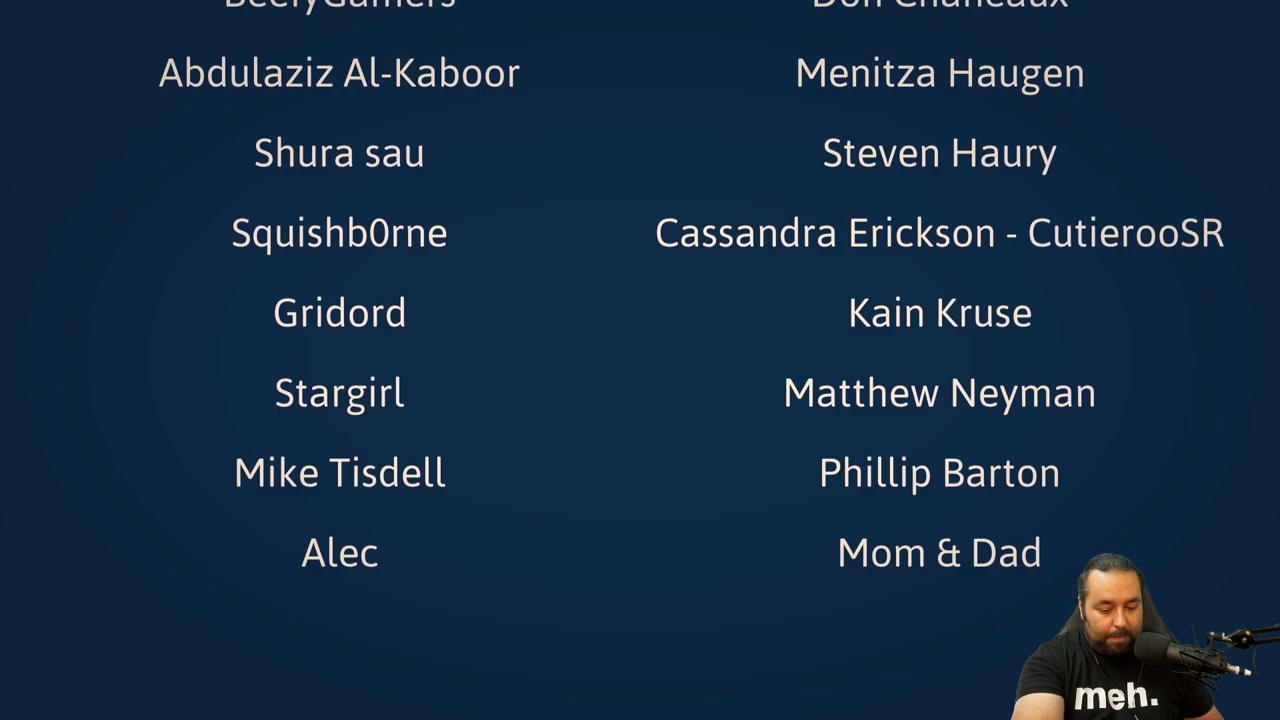 BeefyGamers
Abdulaziz Al-Kaboor
Menitza Haugen
Shura sau
Steven Haury
Squishb0rne
Cassandra Erickson - CutierooSR
Gridord
Kain Kruse
Stargirl
Matthew Neyman
Mike Tisdell
Phillip Barton
Alec
Mom & Dad
meh.